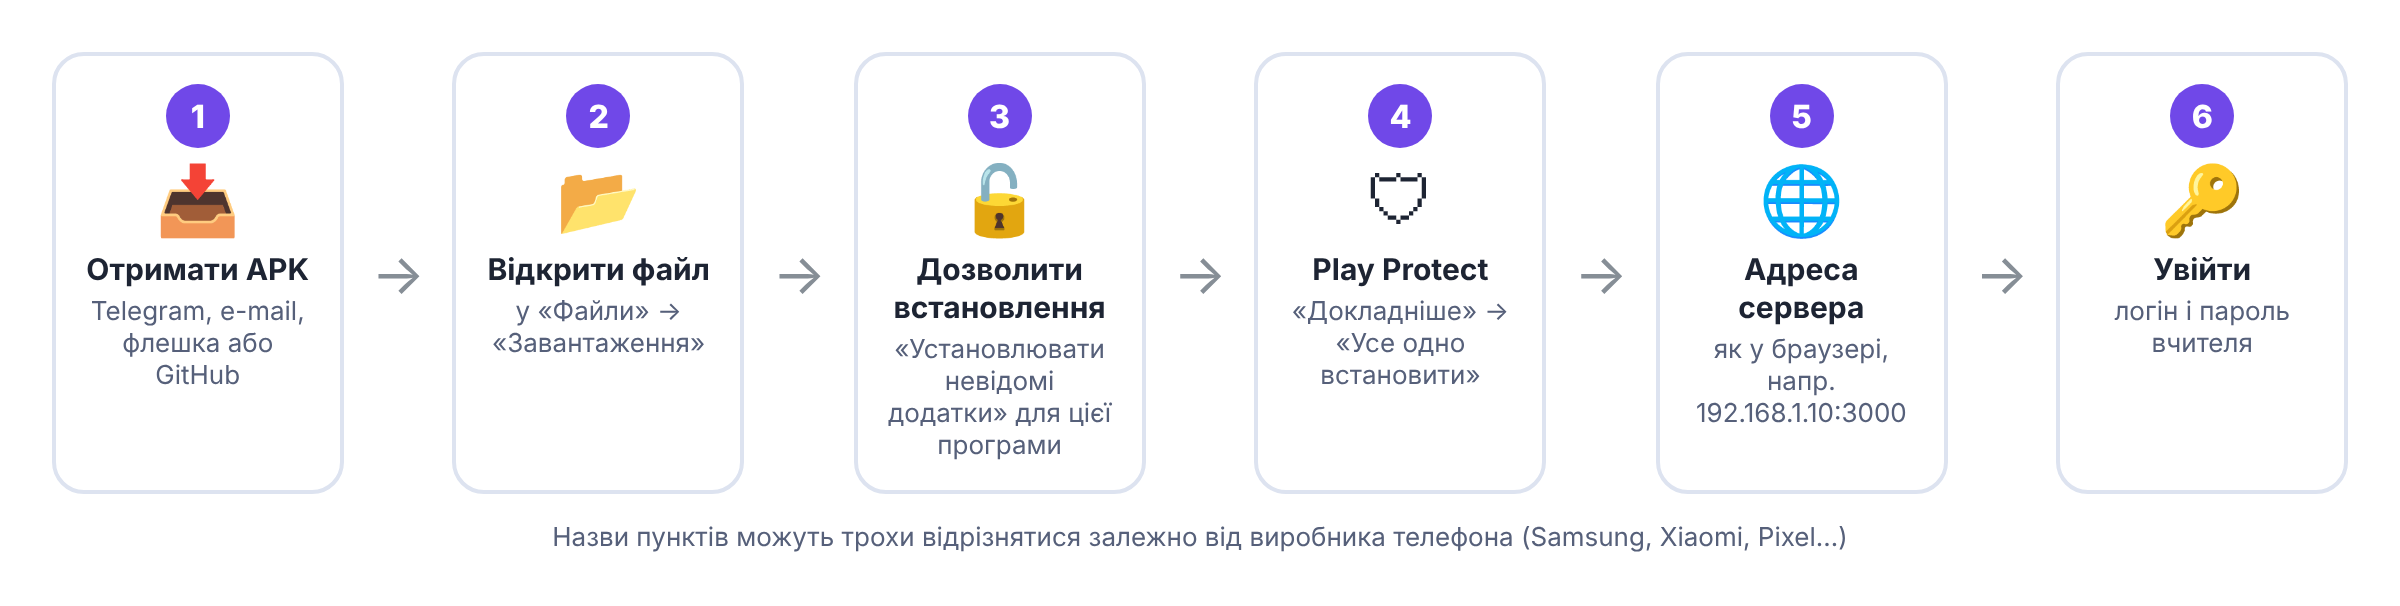 1
Отримати APK
Telegram, e-mail,
флешка або
GitHub
→
2
Відкрити файл
у «Файли» →
«Завантаження»
→
3
Дозволити
встановлення
«Установлювати
невідомі
додатки» для цієї
програми
→
4
Play Protect
«Докладніше» →
«Усе одно
встановити»
→
5
Адреса
сервера
як у браузері,
напр.
192.168.1.10:3000
→
6
Увійти
логін і пароль
вчителя
Назви пунктів можуть трохи відрізнятися залежно від виробника телефона (Samsung, Xiaomi, Pixel...)